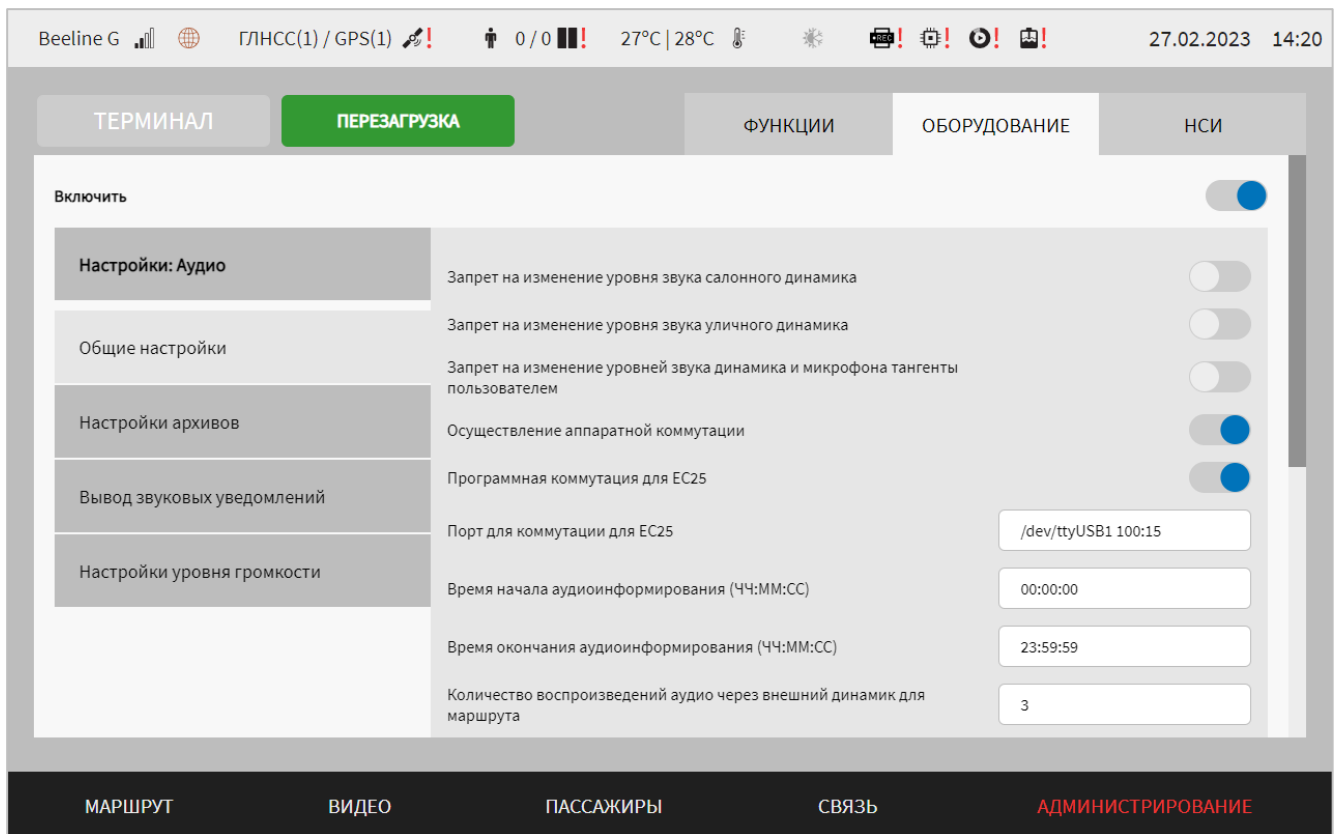 Beeline G ГЛНСС(1) / GPS(1) ! 0 / 0 ! 27°C | 28°C REC ! ! ! ! 27.02.2023 14:20
ТЕРМИНАЛ ПЕРЕЗАГРУЗКА ФУНКЦИИ ОБОРУДОВАНИЕ НСИ
Включить
Настройки: Аудио
Общие настройки
Настройки архивов
Вывод звуковых уведомлений
Настройки уровня громкости
Запрет на изменение уровня звука салонного динамика
Запрет на изменение уровня звука уличного динамика
Запрет на изменение уровней звука динамика и микрофона тангенты
пользователем
Осуществление аппаратной коммутации
Программная коммутация для EC25
Порт для коммутации для EC25 /dev/ttyUSB1 100:15
Время начала аудиоинформирования (ЧЧ:ММ:СС) 00:00:00
Время окончания аудиоинформирования (ЧЧ:ММ:СС) 23:59:59
Количество воспроизведений аудио через внешний динамик для
маршрута 3
МАРШРУТ ВИДЕО ПАССАЖИРЫ СВЯЗЬ АДМИНИСТРИРОВАНИЕ